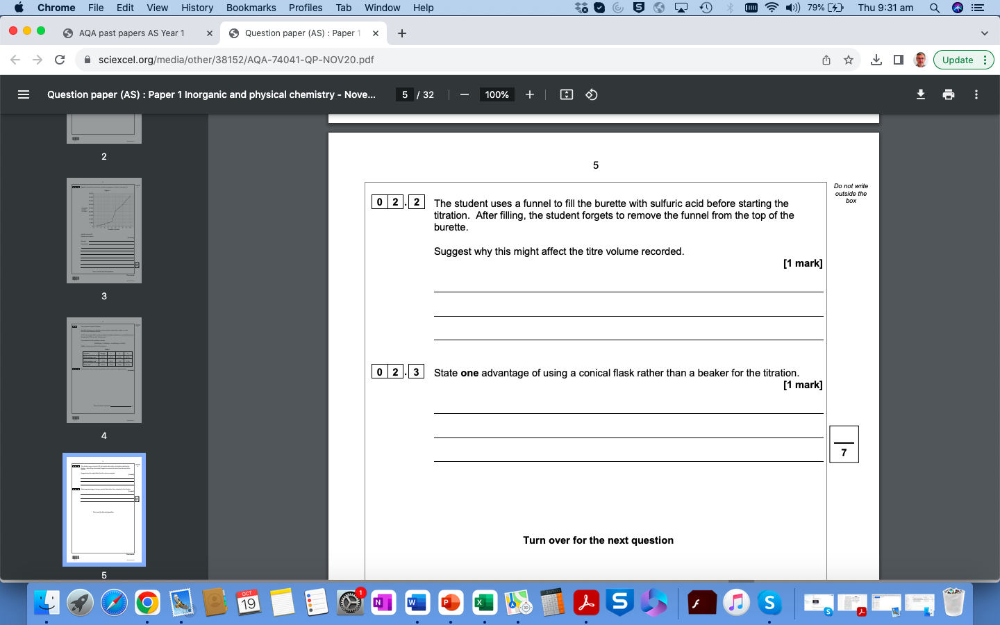 Chrome File Edit View History Bookmarks Profiles Tab Window Help 79% Thu 9:31 am
AQA past papers AS Year 1 Question paper (AS) : Paper 1
sciexcel.org/media/other/38152/AQA-74041-QP-NOV20.pdf Update
Question paper (AS) : Paper 1 Inorganic and physical chemistry - Nove... 5 / 32 100%
2
3
4
5
5
Do not write
outside the
box
0 2 . 2 The student uses a funnel to fill the burette with sulfuric acid before starting the
titration. After filling, the student forgets to remove the funnel from the top of the
burette.
Suggest why this might affect the titre volume recorded.
[1 mark]
0 2 . 3 State one advantage of using a conical flask rather than a beaker for the titration.
[1 mark]
7
Turn over for the next question
OCT
19
1
N W P X
3D
S
S